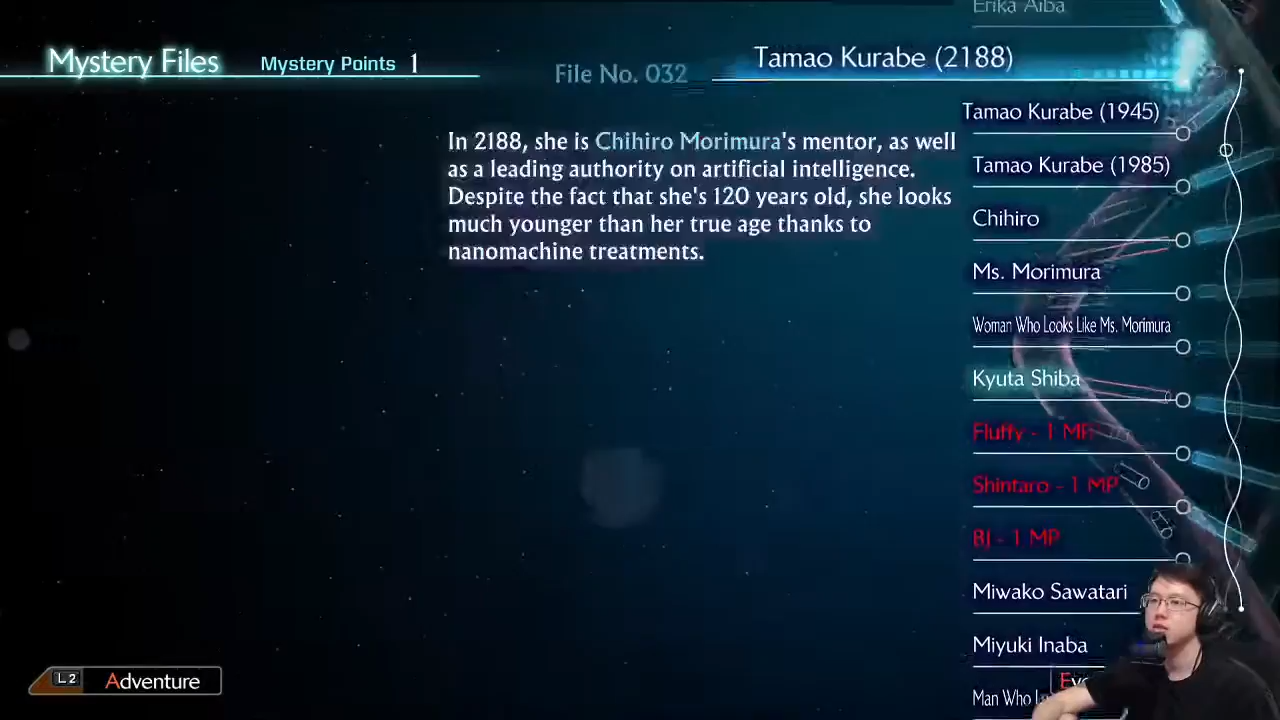 Erika Aiba
Mystery Files
Mystery Points 1
File No. 032
Tamao Kurabe (2188)
In 2188, she is Chihiro Morimura's mentor, as well
as a leading authority on artificial intelligence.
Despite the fact that she's 120 years old, she looks
much younger than her true age thanks to
nanomachine treatments.
Tamao Kurabe (1945)
Tamao Kurabe (1985)
Chihiro
Ms. Morimura
Woman Who Looks Like Ms. Morimura
Kyuta Shiba
Fluffy - 1 MP
Shintaro - 1 MP
BJ - 1 MP
Miwako Sawatari
Miyuki Inaba
Man Who
L2 Adventure